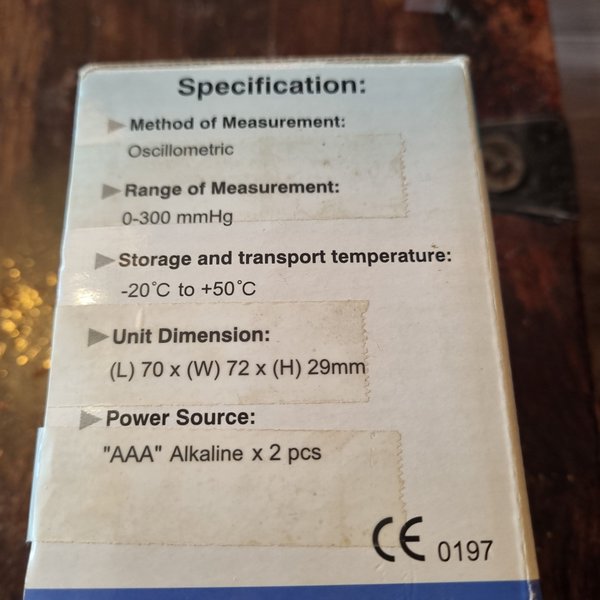 Specification:
Method of Measurement:
Oscillometric
Range of Measurement:
0-300 mmHg
Storage and transport temperature:
-20°C to +50°C
Unit Dimension:
(L) 70 x (W) 72 x (H) 29mm
Power Source:
"AAA" Alkaline x 2 pcs
CE 0197